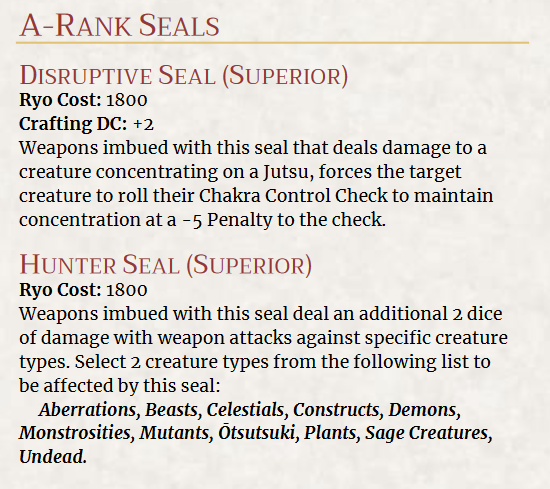 A-Rank Seals
Disruptive Seal (Superior)
Ryo Cost: 1800
Crafting DC: +2
Weapons imbued with this seal that deals damage to a
creature concentrating on a Jutsu, forces the target
creature to roll their Chakra Control Check to maintain
concentration at a -5 Penalty to the check.
Hunter Seal (Superior)
Ryo Cost: 1800
Weapons imbued with this seal deal an additional 2 dice
of damage with weapon attacks against specific creature
types. Select 2 creature types from the following list to
be affected by this seal:
Aberrations, Beasts, Celestials, Constructs, Demons,
Monstrosities, Mutants, Ōtsutsuki, Plants, Sage Creatures,
Undead.